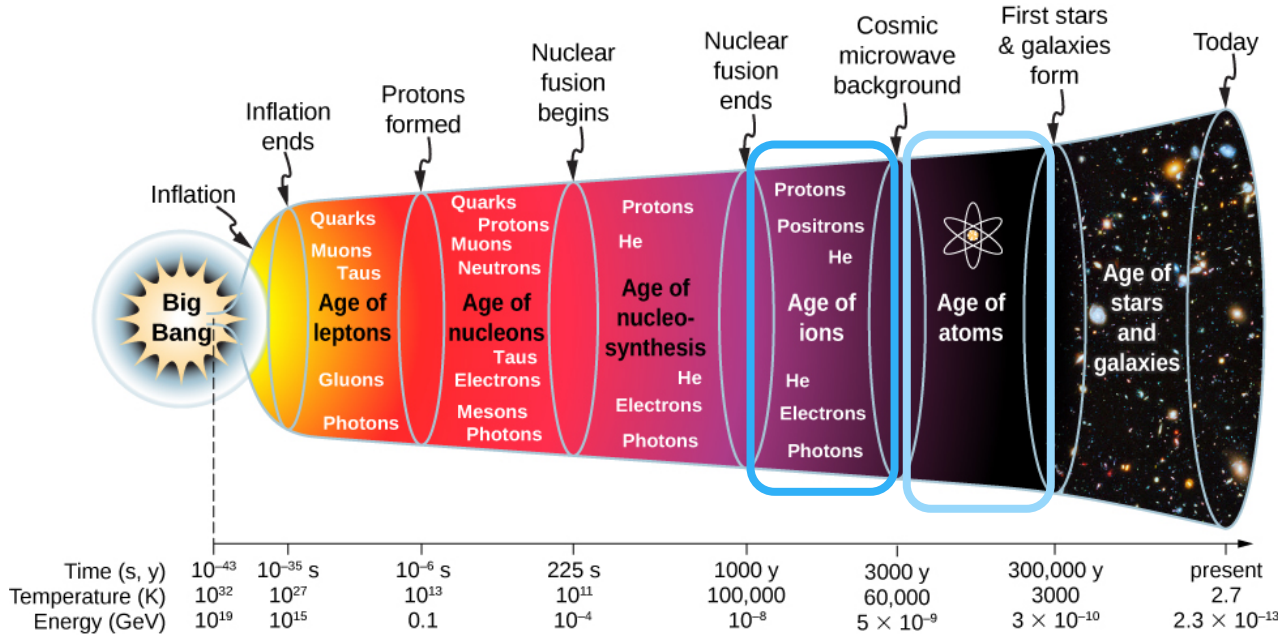 Inflation
Inflation
ends
Protons
formed
Nuclear
fusion
begins
Nuclear
fusion
ends
Cosmic
microwave
background
First stars
& galaxies
form
Today
Big
Bang
Quarks
Muons
Taus
Age of
leptons
Gluons
Photons
Quarks
Protons
Muons
Neutrons
Age of
nucleons
Taus
Electrons
Mesons
Photons
Protons
He
Age of
nucleo-
synthesis
He
Electrons
Photons
Protons
Positrons
He
Age of
ions
He
Electrons
Photons
Age of
atoms
Age of
stars
and
galaxies
Time (s, y) 10⁻⁴³ 10⁻³⁵ s 10⁻⁶ s 225 s 1000 y 3000 y 300,000 y present
Temperature (K) 10³² 10²⁷ 10¹³ 10¹¹ 100,000 60,000 3000 2.7
Energy (GeV) 10¹⁹ 10¹⁵ 0.1 10⁻⁴ 10⁻⁸ 5 × 10⁻⁹ 3 × 10⁻¹⁰ 2.3 × 10⁻¹³